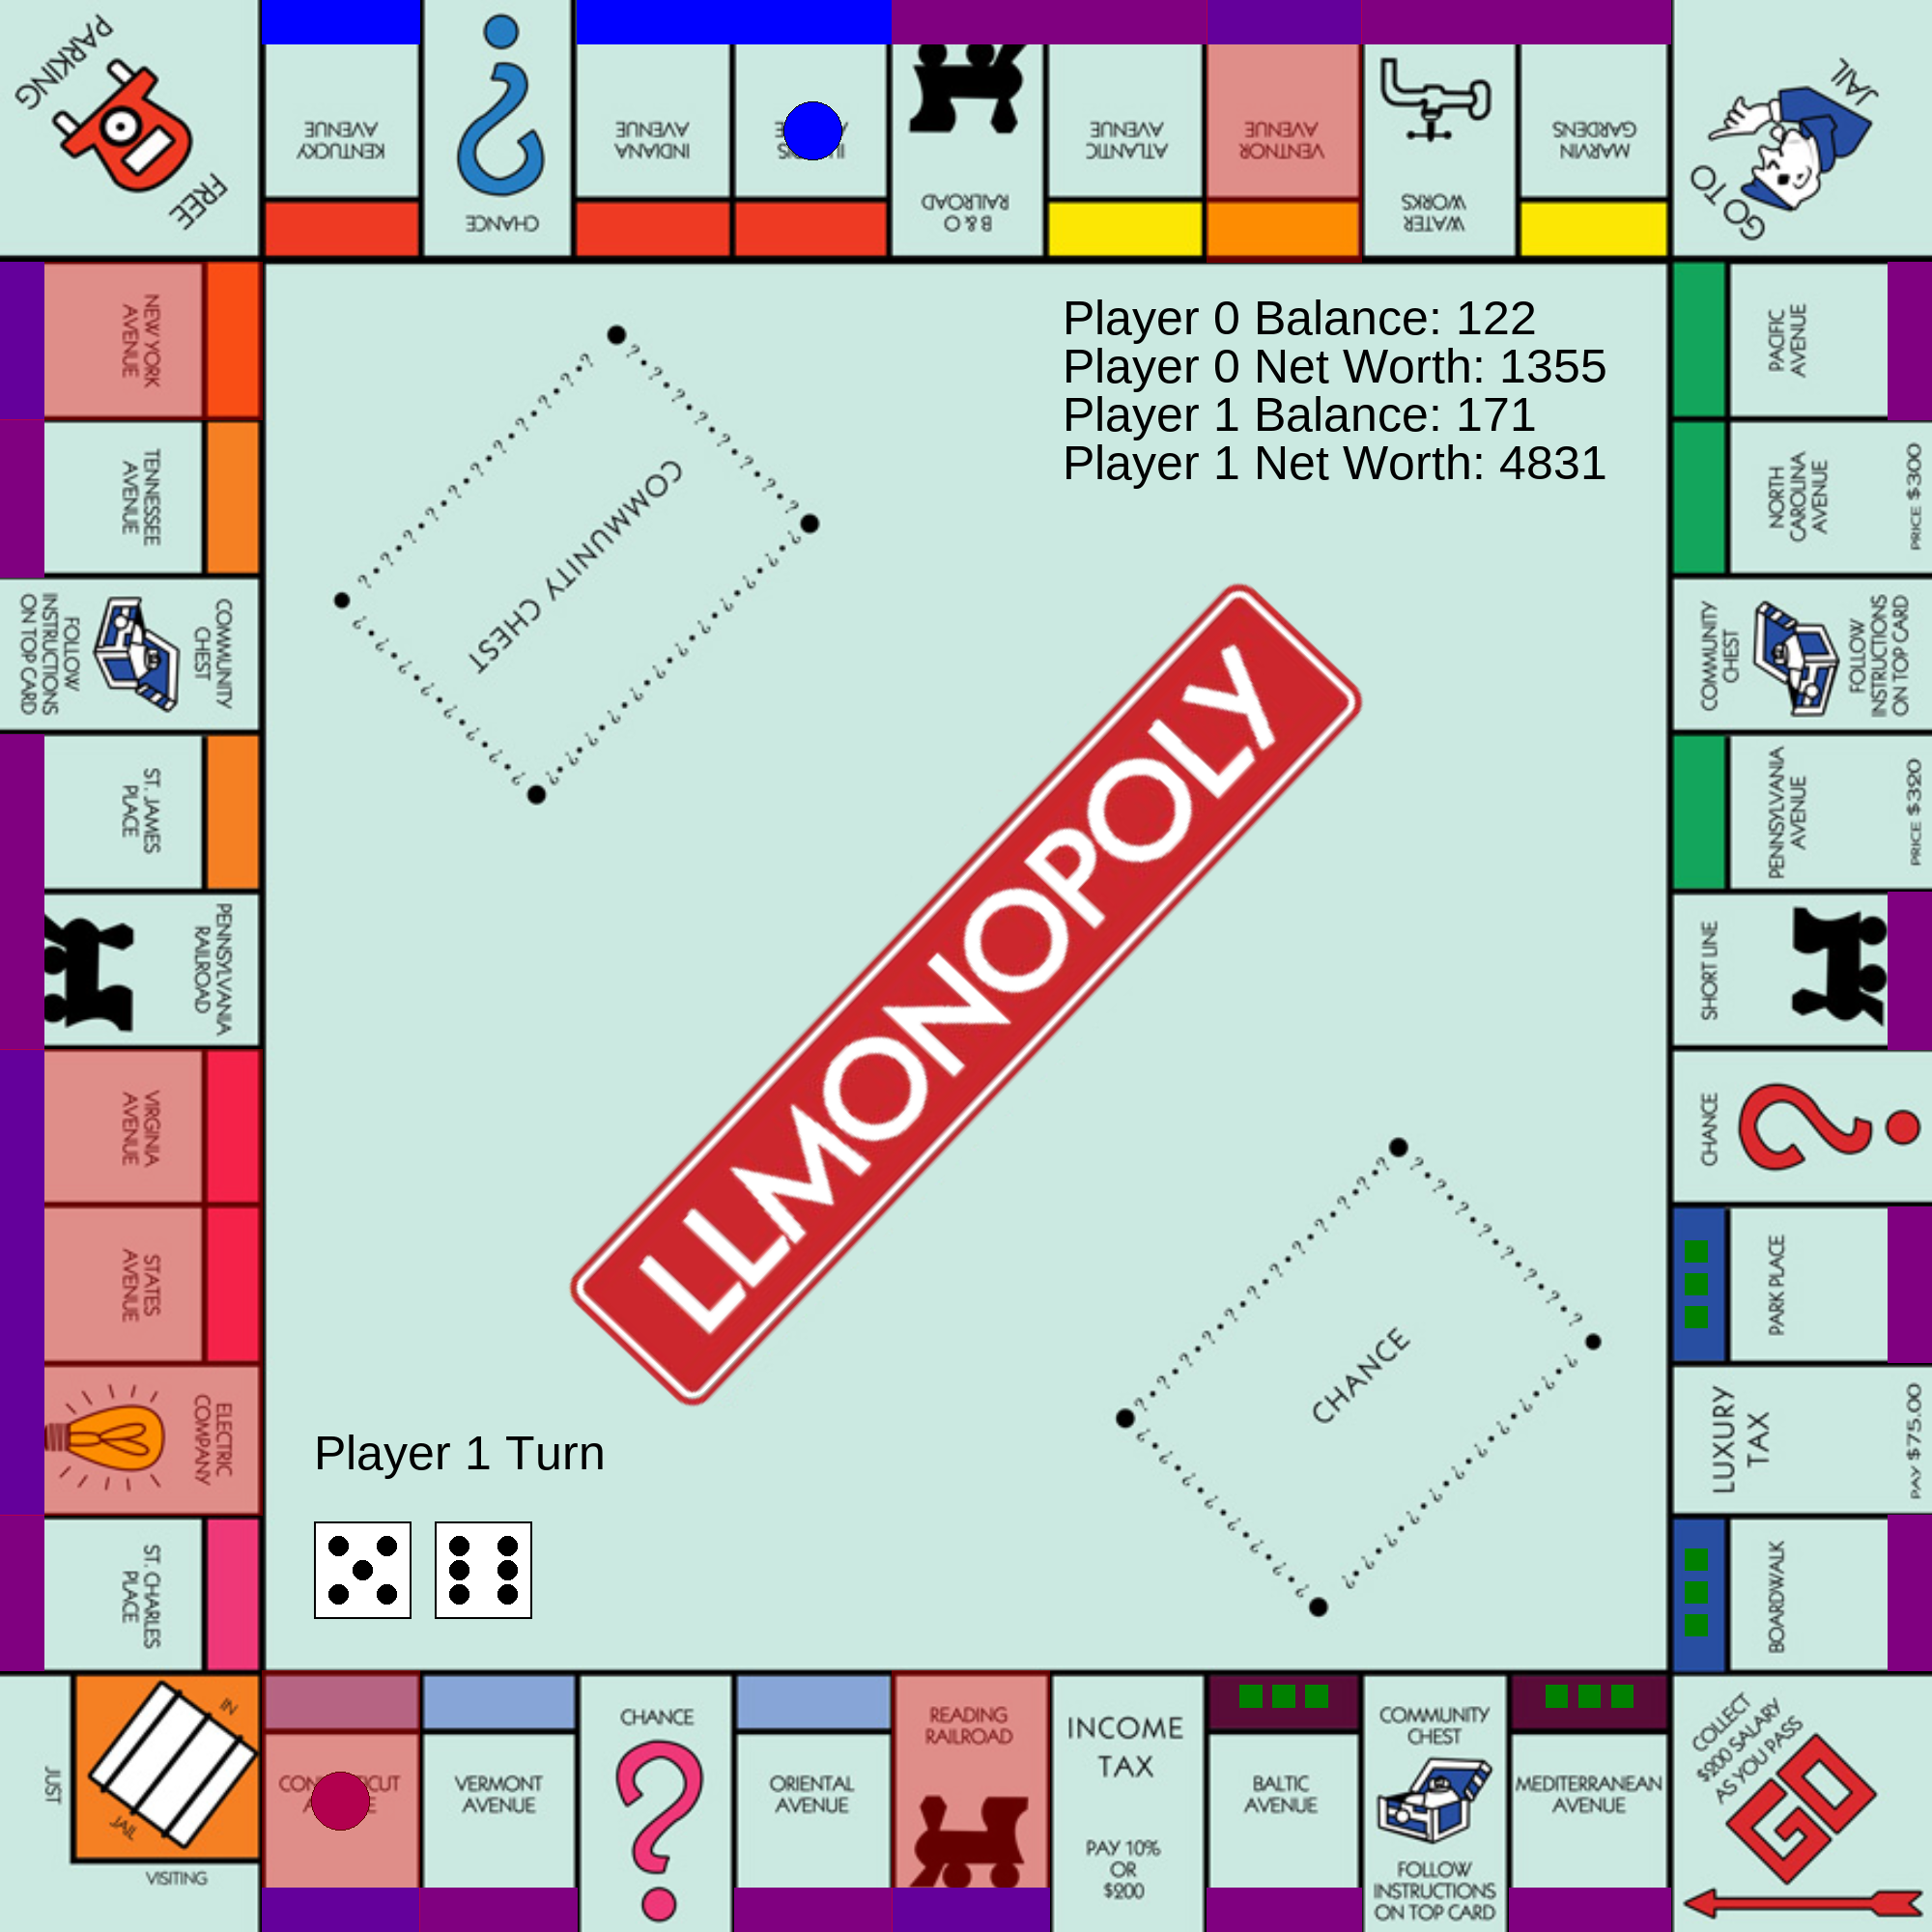 FREE
PARKING
KENTUCKY
AVENUE
CHANCE
INDIANA
AVENUE
B & O
RAILROAD
ATLANTIC
AVENUE
VENTNOR
AVENUE
WATER
WORKS
MARVIN
GARDENS
GO TO
JAIL
NEW YORK
AVENUE
TENNESSEE
AVENUE
COMMUNITY
CHEST
FOLLOW
INSTRUCTIONS
ON TOP CARD
ST. JAMES
PLACE
PENNSYLVANIA
RAILROAD
VIRGINIA
AVENUE
STATES
AVENUE
ELECTRIC
COMPANY
ST. CHARLES
PLACE
Player 0 Balance: 122
Player 0 Net Worth: 1355
Player 1 Balance: 171
Player 1 Net Worth: 4831
COMMUNITY CHEST
LLMONOPOLY
CHANCE
Player 1 Turn
PACIFIC
AVENUE
NORTH
CAROLINA
AVENUE
PRICE $300
COMMUNITY
CHEST
FOLLOW
INSTRUCTIONS
ON TOP CARD
PENNSYLVANIA
AVENUE
PRICE $320
SHORT LINE
CHANCE
PARK PLACE
LUXURY
TAX
PAY $75.00
BOARDWALK
IN
JAIL
JUST
VISITING
VERMONT
AVENUE
CHANCE
ORIENTAL
AVENUE
READING
RAILROAD
INCOME
TAX
PAY 10%
OR
$200
BALTIC
AVENUE
COMMUNITY
CHEST
FOLLOW
INSTRUCTIONS
ON TOP CARD
MEDITERRANEAN
AVENUE
COLLECT
$200 SALARY
AS YOU PASS
GO